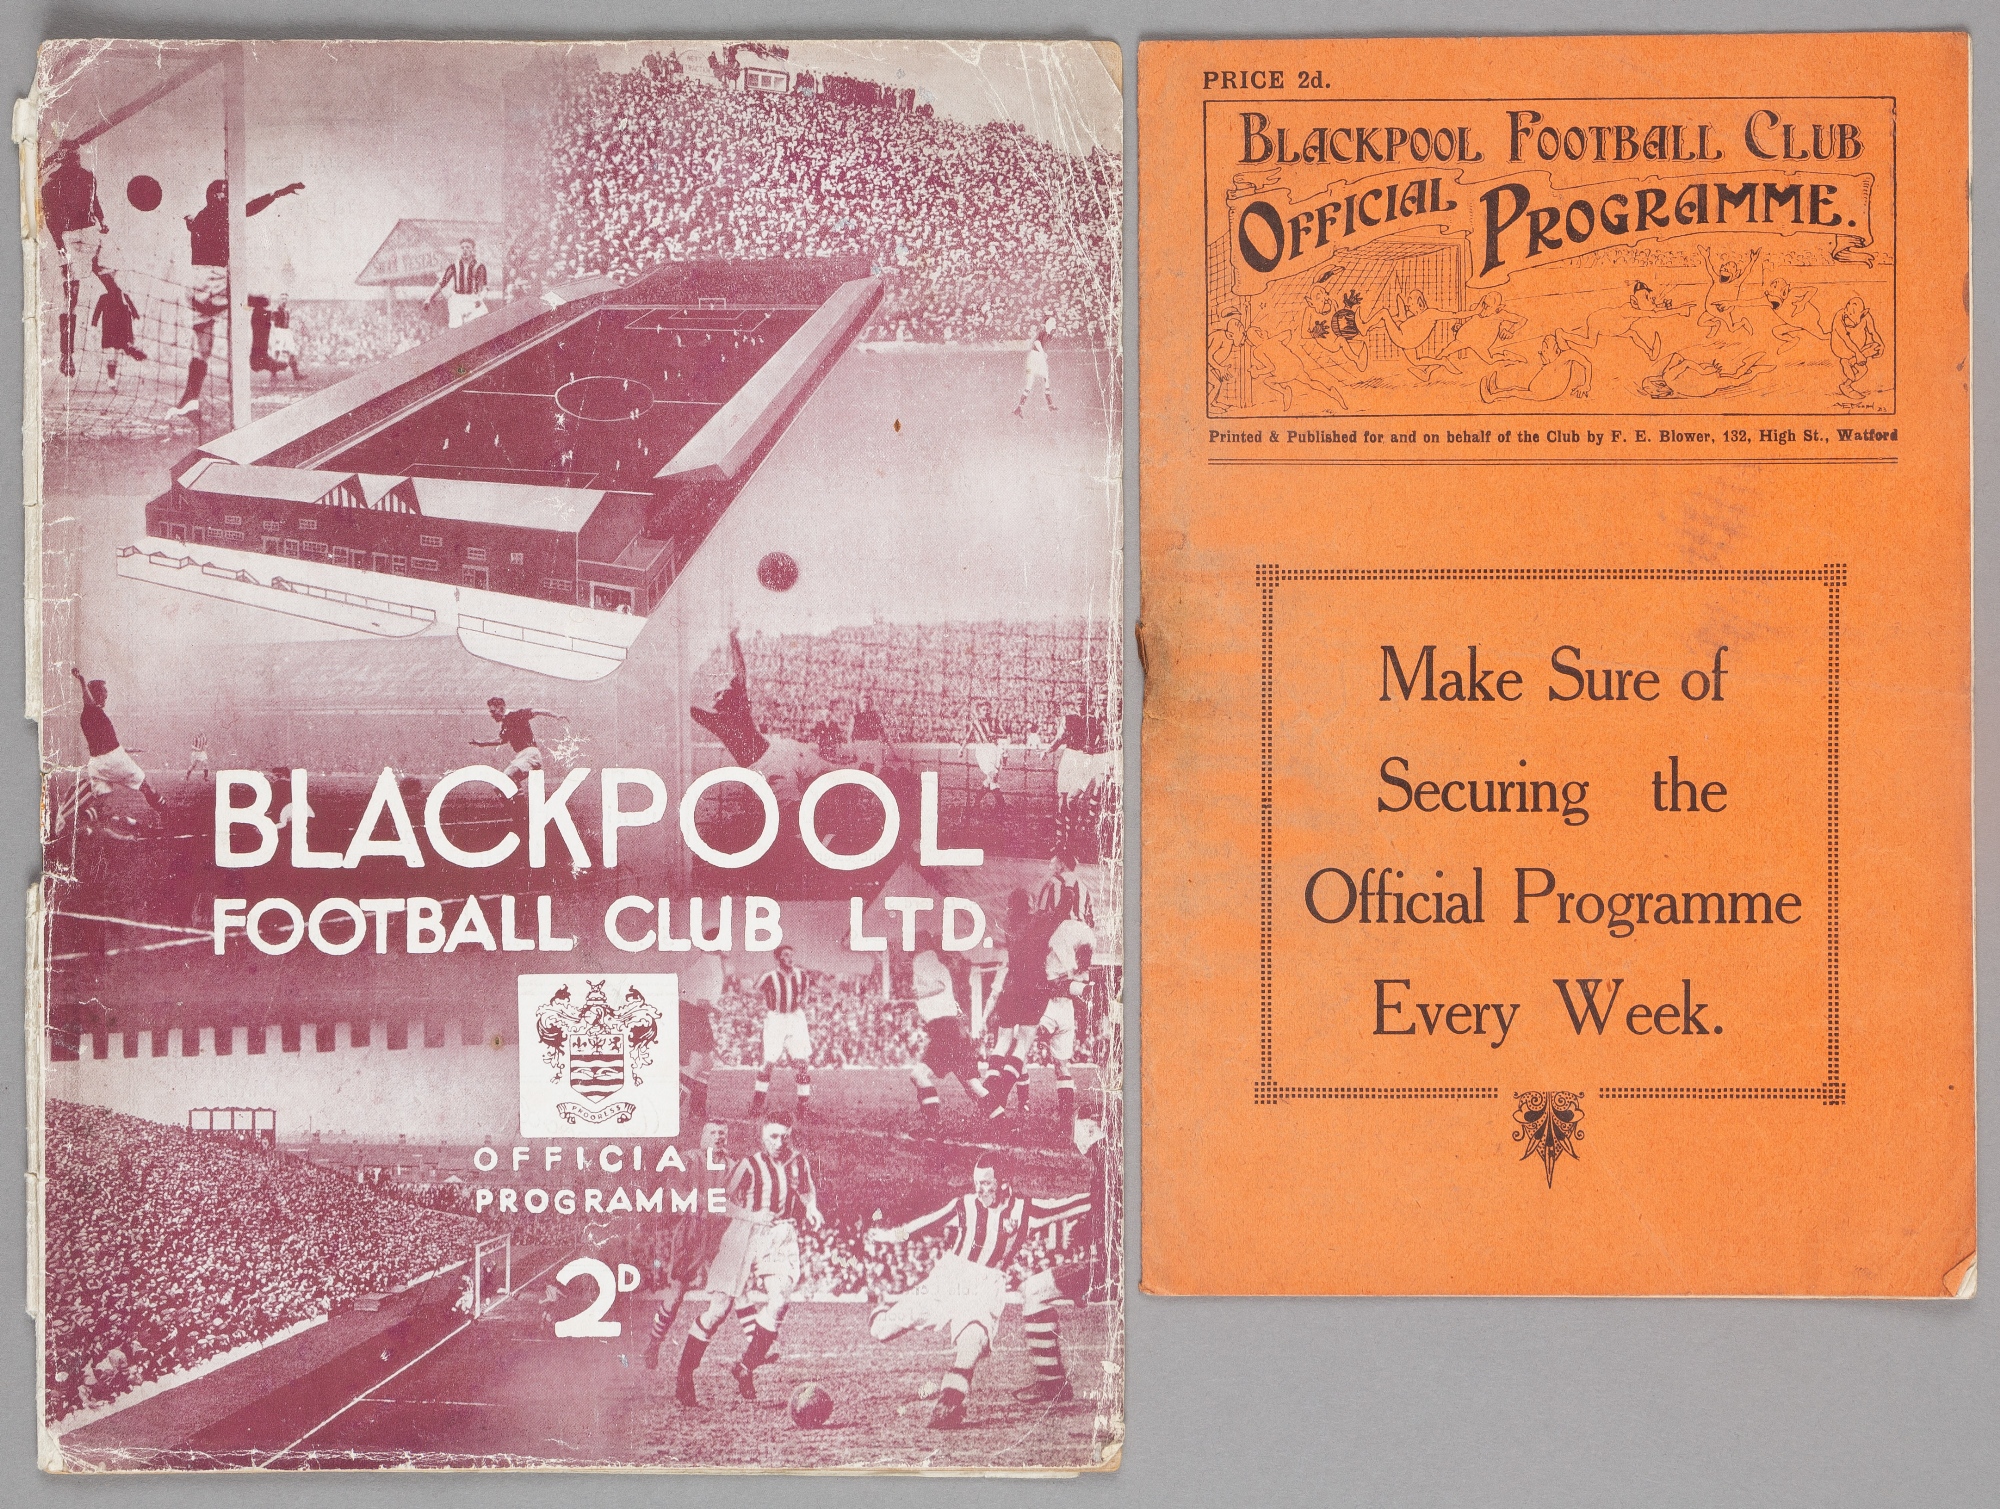 BLACKPOOL
FOOTBALL CLUB LTD.
PROGRESS
OFFICIAL
PROGRAMME
2D
PRICE 2d.
BLACKPOOL FOOTBALL CLUB
OFFICIAL PROGRAMME.
Printed & Published for and on behalf of the Club by F. E. Blower, 132, High St., Watford
Make Sure of
Securing the
Official Programme
Every Week.